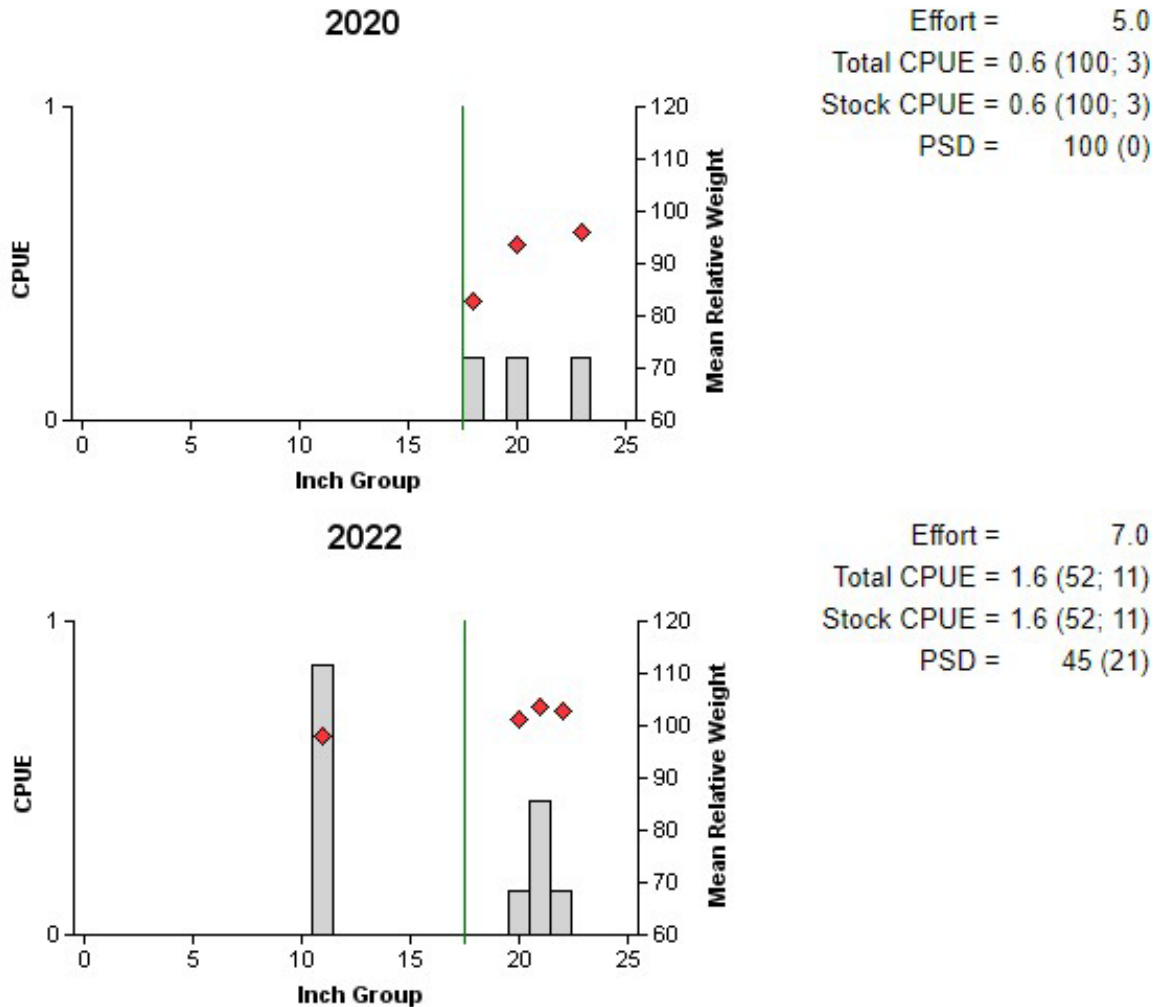 2020
Effort = 5.0
Total CPUE = 0.6 (100; 3)
Stock CPUE = 0.6 (100; 3)
PSD = 100 (0)
1
0
CPUE
120
110
100
90
80
70
60
Mean Relative Weight
0 5 10 15 20 25
Inch Group
2022
Effort = 7.0
Total CPUE = 1.6 (52; 11)
Stock CPUE = 1.6 (52; 11)
PSD = 45 (21)
1
0
CPUE
120
110
100
90
80
70
60
Mean Relative Weight
0 5 10 15 20 25
Inch Group